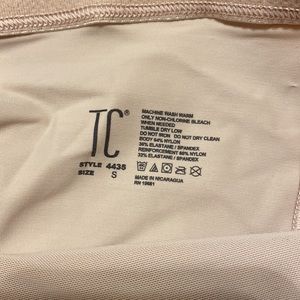 TC®
STYLE 4435
SIZE S
MACHINE WASH WARM
ONLY NON-CHLORINE BLEACH
WHEN NEEDED
TUMBLE DRY LOW
DO NOT IRON DO NOT DRY CLEAN
BODY 64% NYLON
36% ELASTANE / SPANDEX
REINFORCEMENT 68% NYLON
32% ELASTANE / SPANDEX
MADE IN NICARAGUA
RN 19681